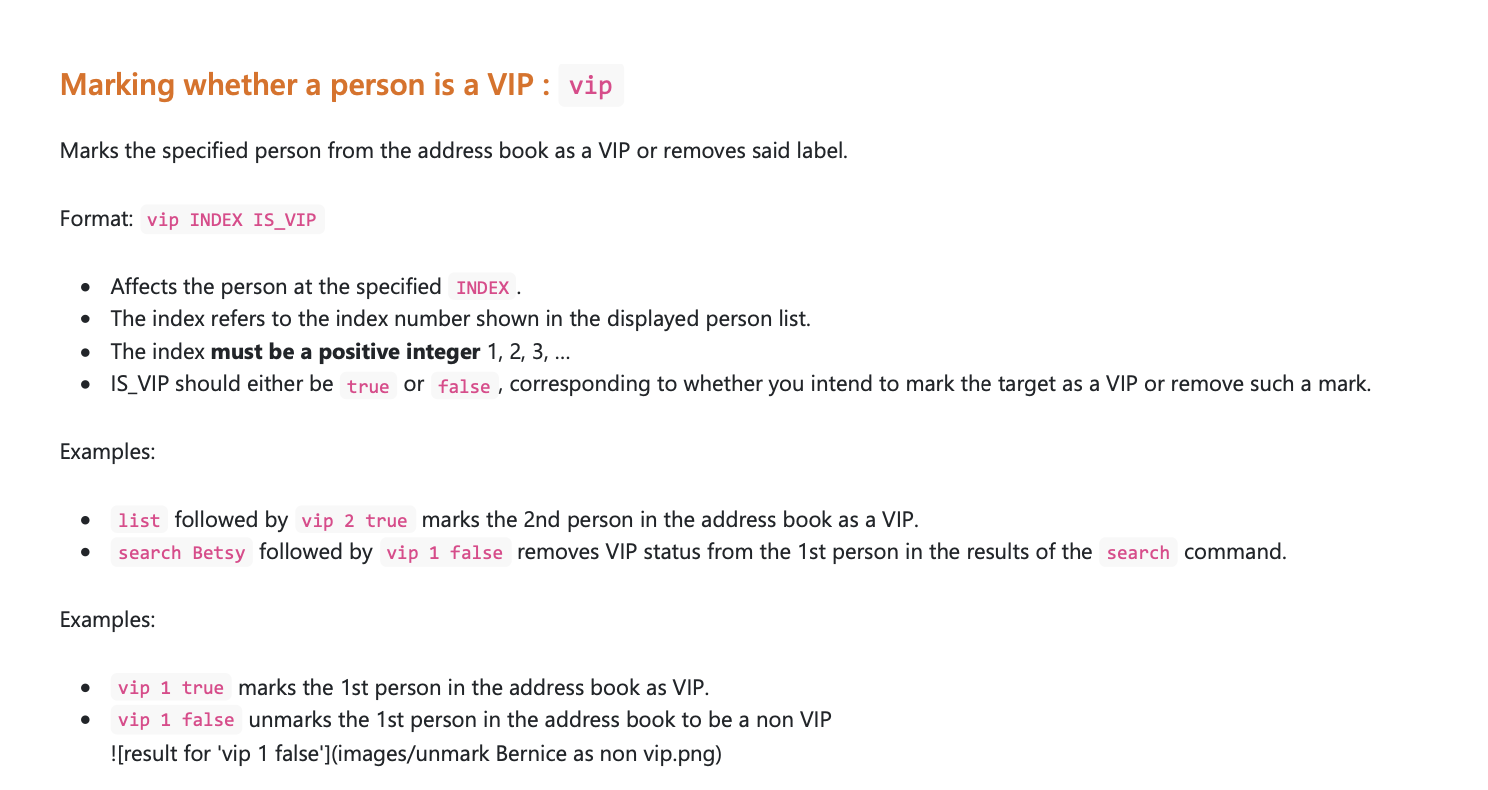 Marking whether a person is a VIP : vip
Marks the specified person from the address book as a VIP or removes said label.
Format: vip INDEX IS_VIP
• Affects the person at the specified INDEX.
• The index refers to the index number shown in the displayed person list.
• The index must be a positive integer 1, 2, 3, …
• IS_VIP should either be true or false, corresponding to whether you intend to mark the target as a VIP or remove such a mark.
Examples:
• list followed by vip 2 true marks the 2nd person in the address book as a VIP.
• search Betsy followed by vip 1 false removes VIP status from the 1st person in the results of the search command.
Examples:
• vip 1 true marks the 1st person in the address book as VIP.
• vip 1 false unmarks the 1st person in the address book to be a non VIP
![result for 'vip 1 false'](images/unmark Bernice as non vip.png)